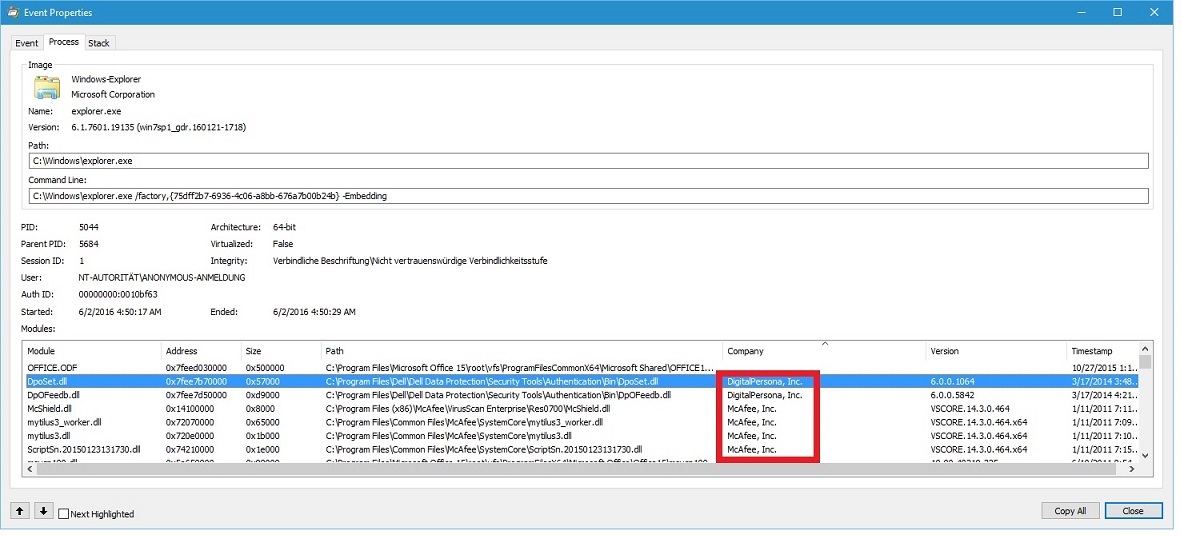 Event Properties
Event Process Stack
Image
Windows-Explorer
Microsoft Corporation
Name: explorer.exe
Version: 6.1.7601.19135 (win7sp1_gdr.160121-1718)
Path:
C:\Windows\explorer.exe
Command Line:
C:\Windows\explorer.exe /factory,{75dff2b7-6936-4c06-a8bb-676a7b00b24b} -Embedding
PID: 5044 Architecture: 64-bit
Parent PID: 5684 Virtualized: False
Session ID: 1 Integrity: Verbindliche Beschriftung\Nicht vertrauenswürdige Verbindlichkeitsstufe
User: NT-AUTORITÄT\ANONYMOUS-ANMELDUNG
Auth ID: 00000000:0010bf63
Started: 6/2/2016 4:50:17 AM Ended: 6/2/2016 4:50:29 AM
Modules:
Module Address Size Path Company Version Timestamp
OFFICE.ODF 0x7feed030000 0x500000 C:\Program Files\Microsoft Office 15\root\vfs\ProgramFilesCommonX64\Microsoft Shared\OFFICE1... 10/27/2015 1:1...
DpoSet.dll 0x7fee7b70000 0x57000 C:\Program Files\Dell\Dell Data Protection\Security Tools\Authentication\Bin\DpoSet.dll DigitalPersona, Inc. 6.0.0.1064 3/17/2014 3:48...
DpOFeedb.dll 0x7fee7d50000 0xd9000 C:\Program Files\Dell\Dell Data Protection\Security Tools\Authentication\Bin\DpOFeedb.dll DigitalPersona, Inc. 6.0.0.5842 3/17/2014 4:21...
McShield.dll 0x14100000 0x8000 C:\Program Files (x86)\McAfee\VirusScan Enterprise\Res0700\McShield.dll McAfee, Inc. VSCORE.14.3.0.464 1/11/2011 7:11...
mytilus3_worker.dll 0x72070000 0x65000 C:\Program Files\Common Files\McAfee\SystemCore\mytilus3_worker.dll McAfee, Inc. VSCORE.14.3.0.464.x64 1/11/2011 7:09...
mytilus3.dll 0x720e0000 0x1b000 C:\Program Files\Common Files\McAfee\SystemCore\mytilus3.dll McAfee, Inc. VSCORE.14.3.0.464.x64 1/11/2011 7:10...
ScriptSn.20150123131730.dll 0x74210000 0x1e000 C:\Program Files\Common Files\McAfee\SystemCore\ScriptSn.20150123131730.dll McAfee, Inc. VSCORE.14.3.0.464.x64 1/11/2011 7:15...
Next Highlighted Copy All Close